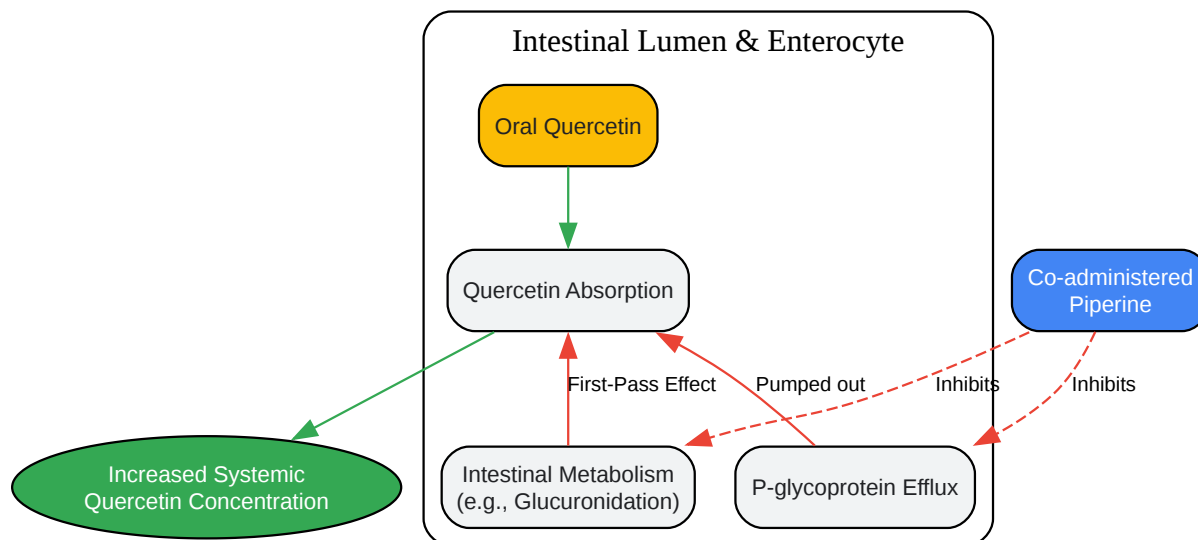 Intestinal Lumen & Enterocyte
Oral Quercetin
Quercetin Absorption
Co-administered
Piperine
First-Pass Effect
Pumped out
Inhibits
Inhibits
Increased Systemic
Quercetin Concentration
Intestinal Metabolism
(e.g., Glucuronidation)
P-glycoprotein Efflux